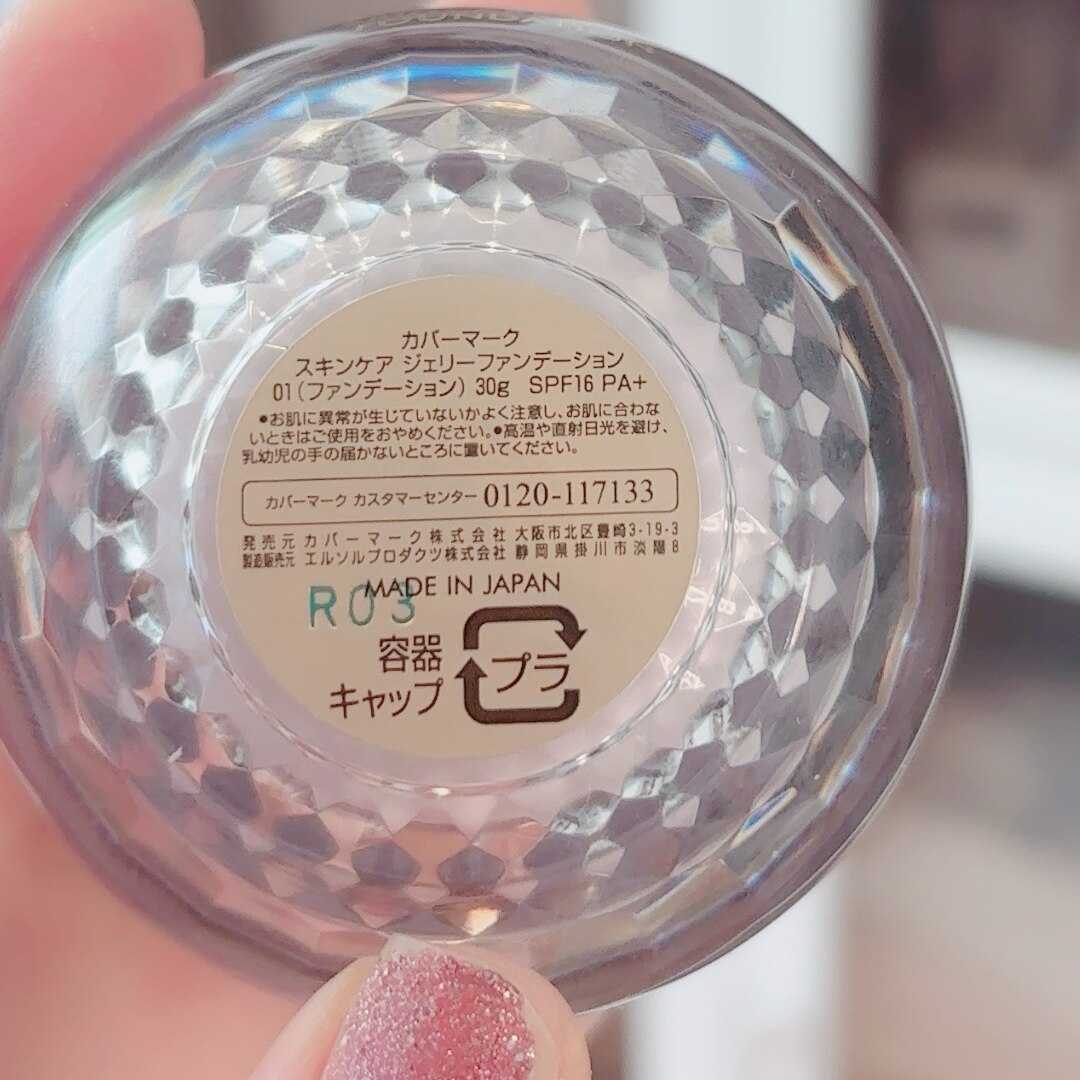 カバーマーク
スキンケア ジェリーファンデーション
01(ファンデーション) 30g SPF16 PA+
●お肌に異常が生じていないかよく注意し、お肌に合わな
いときはご使用をおやめください。●高温や直射日光を避け、
乳幼児の手の届かないところに置いてください。
カバーマーク カスタマーセンター 0120-117133
発売元 カバーマーク株式会社 大阪市北区豊崎3-19-3
製造販売元 エルソルプロダクツ株式会社 静岡県掛川市淡陽8
MADE IN JAPAN
R03
容器
キャップ
プラ